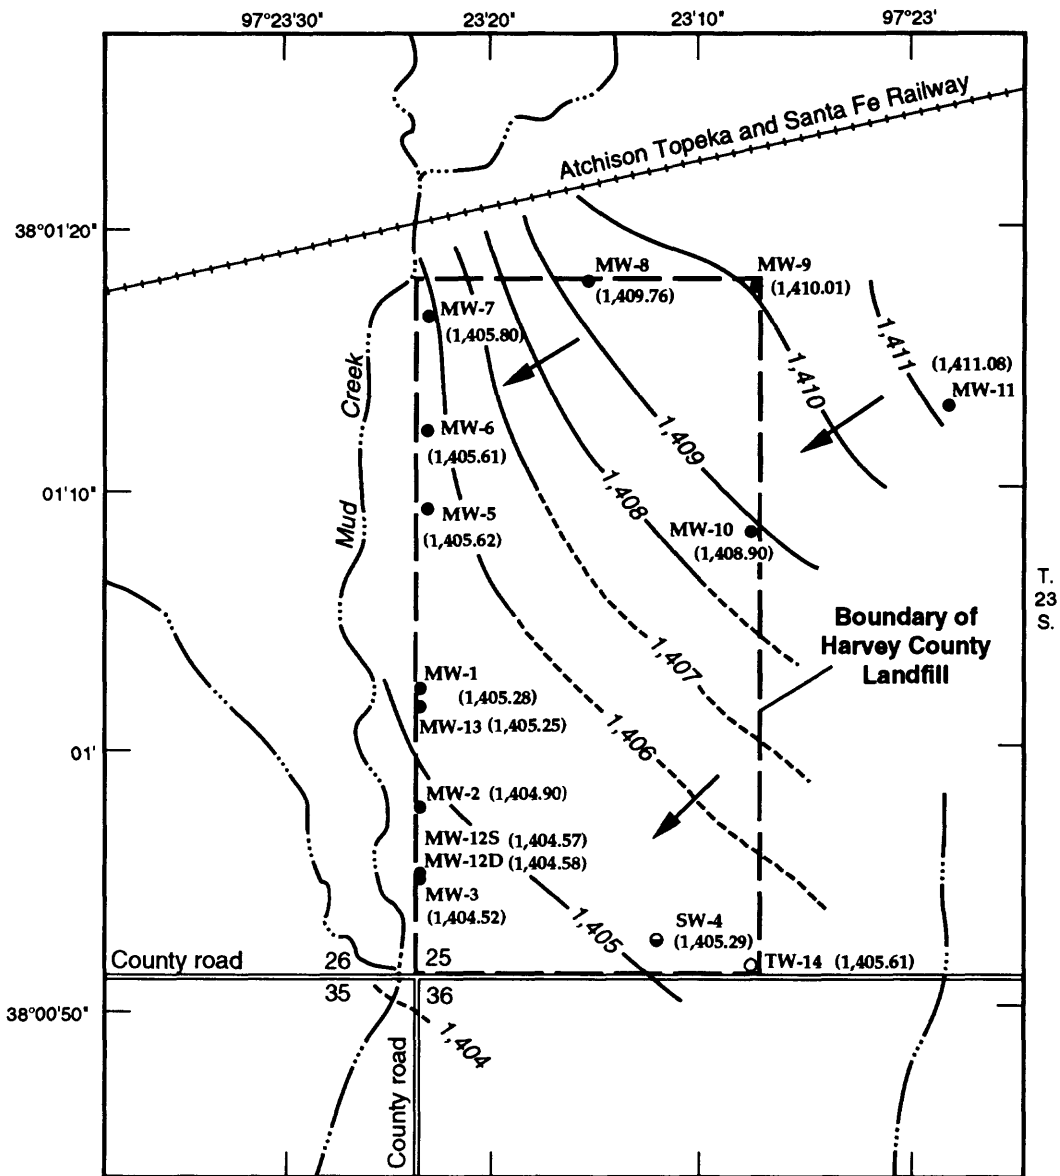 97°23'30"
23'20"
23'10"
97°23'
Atchison Topeka and Santa Fe Railway
38°01'20"
MW-8
(1,409.76)
MW-9
(1,410.01)
MW-7
(1,405.80)
1,411
(1,411.08)
MW-11
1,410
Creek
MW-6
(1,405.61)
1,409
01'10"
1,408
Mud
MW-5
(1,405.62)
MW-10
(1,408.90)
T.
23
S.
Boundary of
Harvey County
Landfill
1,407
MW-1
(1,405.28)
MW-13 (1,405.25)
1,406
01'
MW-2 (1,404.90)
MW-12S (1,404.57)
MW-12D (1,404.58)
MW-3
(1,404.52)
1,405
SW-4
(1,405.29)
County road
26
25
TW-14 (1,405.61)
35
36
38°00'50"
1,404
County road